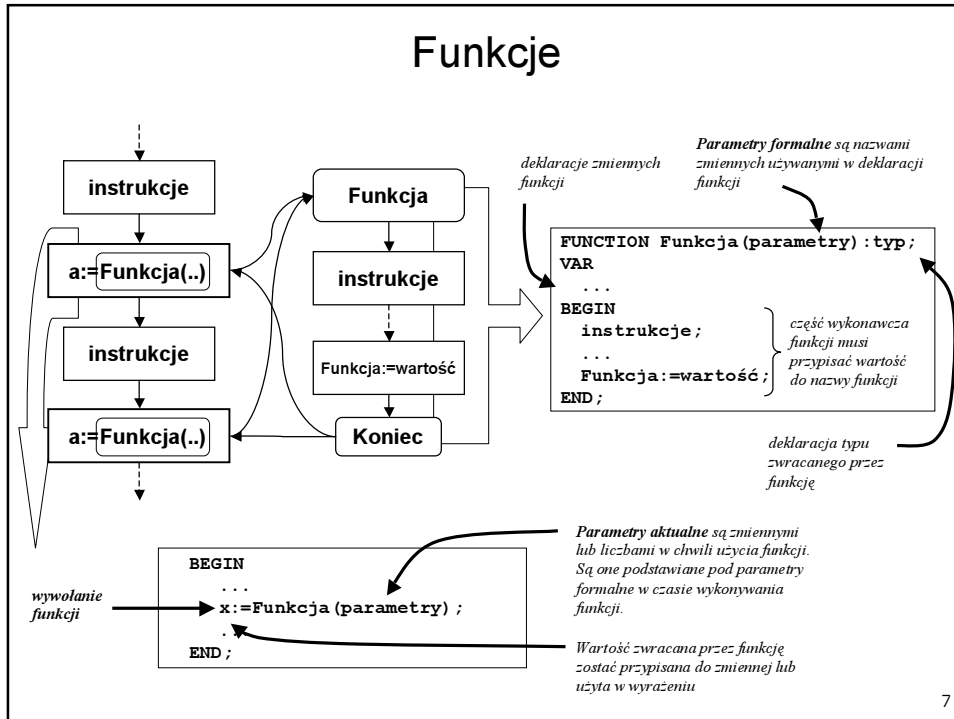 Funkcje
instrukcje
a:=Funkcja(..)
instrukcje
a:=Funkcja(..)
Funkcja
instrukcje
Funkcja:=wartość
Koniec
deklaracje zmiennych
funkcji
Parametry formalne są nazwami
zmiennych używanymi w deklaracji
funkcji
FUNCTION Funkcja(parametry):typ;
VAR
...
BEGIN
instrukcje;
...
Funkcja:=wartość;
END;
część wykonawcza
funkcji musi
przypisać wartość
do nazwy funkcji
deklaracja typu
zwracanego przez
funkcję
wywołanie
funkcji
BEGIN
...
x:=Funkcja(parametry);
...
END;
Parametry aktualne są zmiennymi
lub liczbami w chwili użycia funkcji.
Są one podstawiane pod parametry
formalne w czasie wykonywania
funkcji.
Wartość zwracana przez funkcję
zostać przypisana do zmiennej lub
użyta w wyrażeniu
7